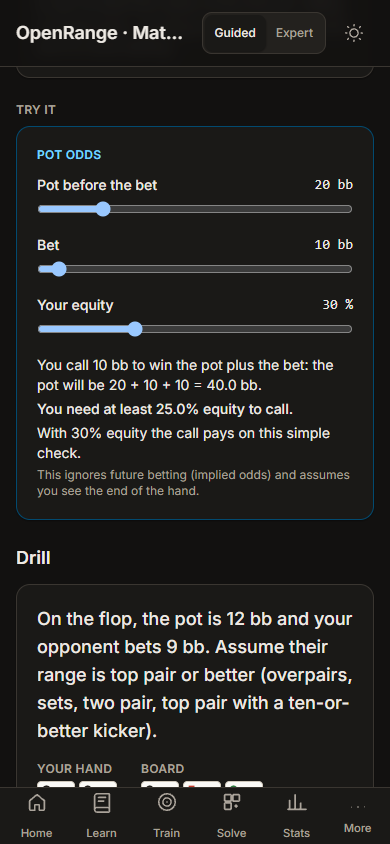 OpenRange · Mat...
Guided
Expert
TRY IT
POT ODDS
Pot before the bet
20 bb
Bet
10 bb
Your equity
30 %
You call 10 bb to win the pot plus the bet: the
pot will be 20 + 10 + 10 = 40.0 bb.
You need at least 25.0% equity to call.
With 30% equity the call pays on this simple
check.
This ignores future betting (implied odds) and assumes
you see the end of the hand.
Drill
On the flop, the pot is 12 bb and your
opponent bets 9 bb. Assume their
range is top pair or better (overpairs,
sets, two pair, top pair with a ten-or-
better kicker).
YOUR HAND
BOARD
Home
Learn
Train
Solve
Stats
More